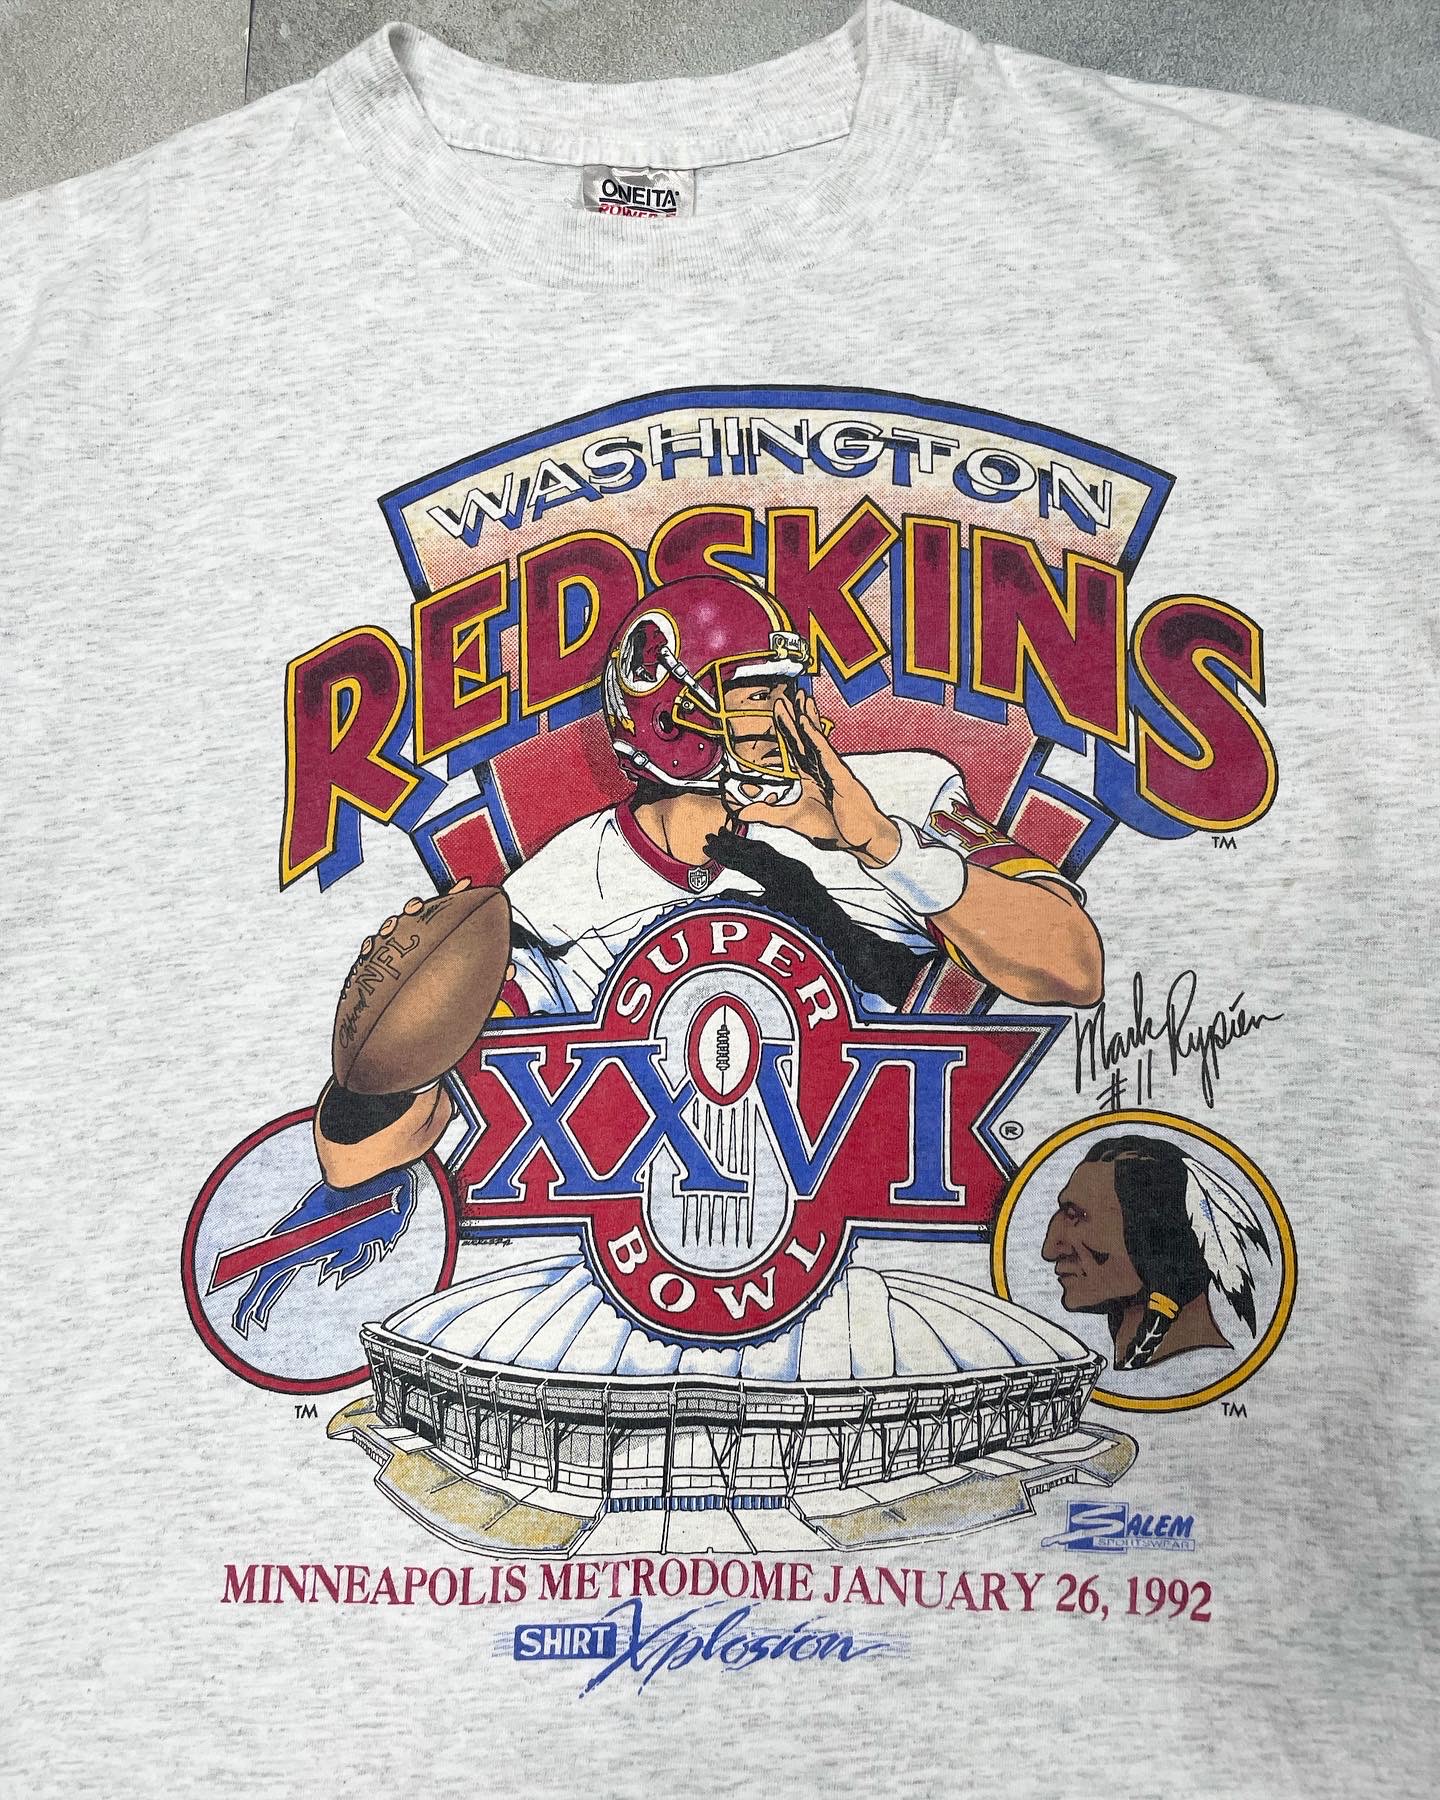 ONEITA
POWER-T
WASHINGTON
REDSKINS
TM
NFL
SUPER
XXVI
BOWL
®
Mark Rypien
#11
TM
TM
SALEM
SPORTSWEAR
MINNEAPOLIS METRODOME JANUARY 26, 1992
SHIRT Xplosion